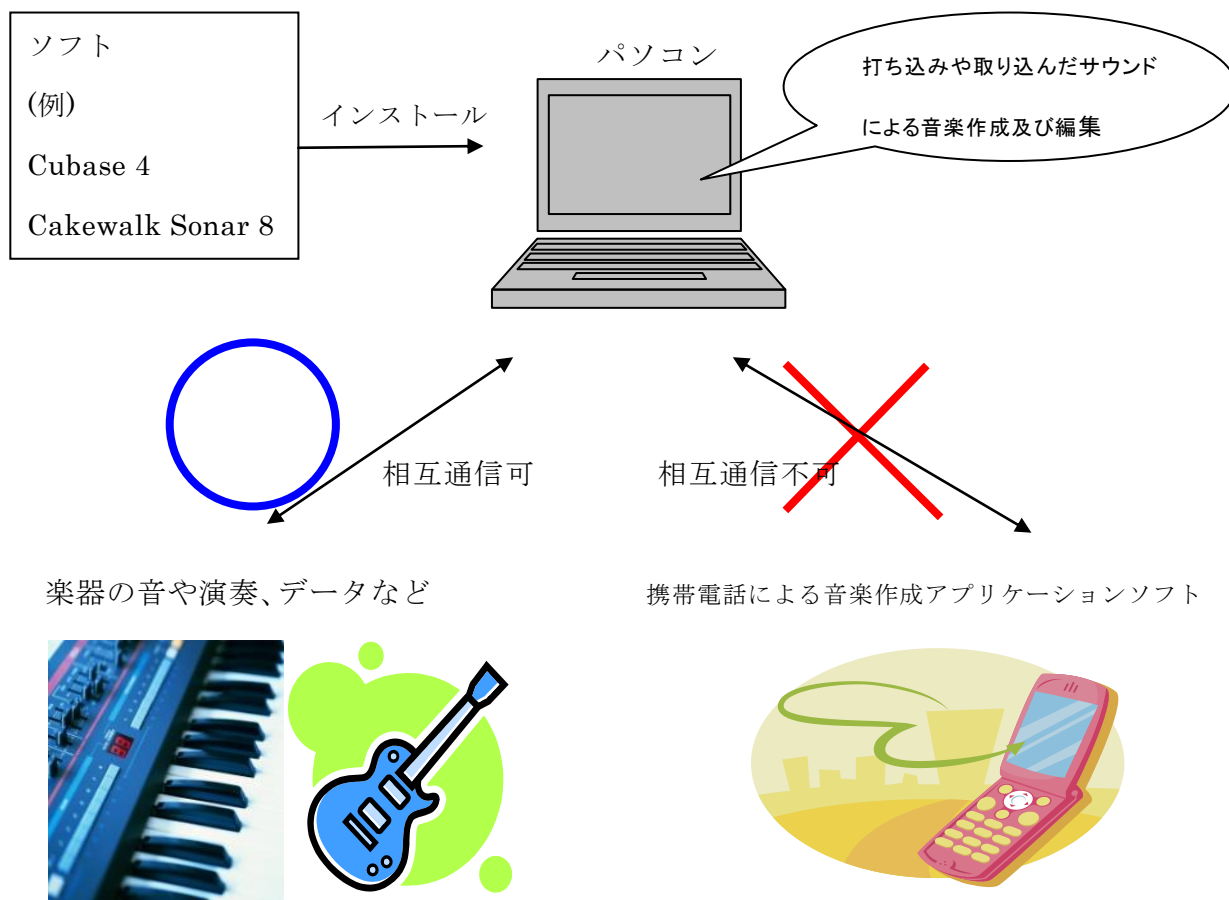 ソフト
(例)
Cubase 4
Cakewalk Sonar 8
インストール
パソコン
打ち込みや取り込んだサウンド
による音楽作成及び編集
相互通信可
相互通信不可
楽器の音や演奏、データなど
携帯電話による音楽作成アプリケーションソフト